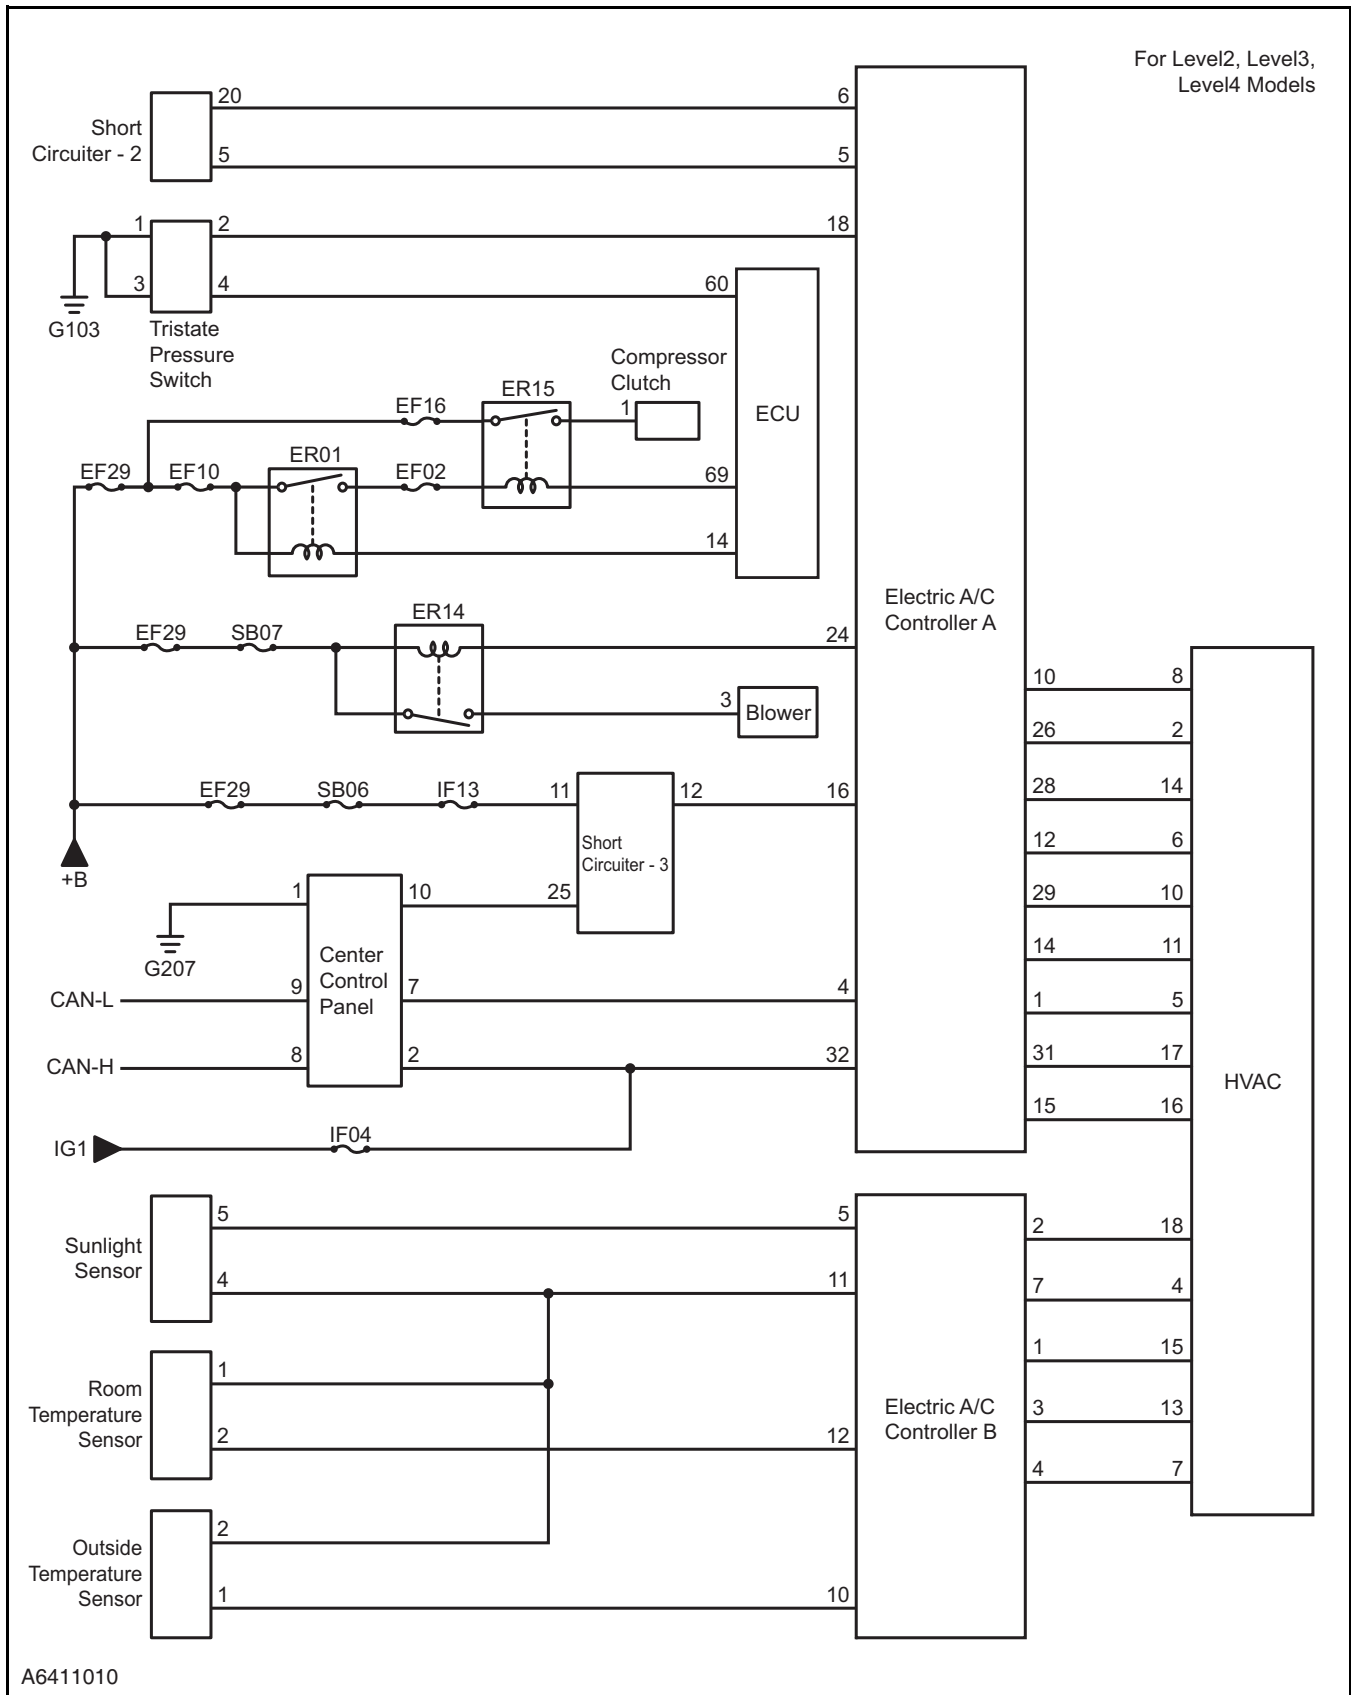 For Level2, Level3,
Level4 Models
20
6
Short
Circuiter - 2
5
5
1
2
18
3
4
60
G103
Tristate
Pressure
Switch
Compressor
Clutch
ER15
EF16
1
ECU
ER01
EF29
EF10
EF02
69
14
Electric A/C
Controller A
ER14
EF29
SB07
24
3
Blower
10
8
26
2
EF29
SB06
IF13
11
12
16
28
14
Short
Circuiter - 3
12
6
+B
1
10
25
29
10
G207
Center
Control
Panel
14
11
CAN-L
9
7
4
1
5
CAN-H
8
2
32
31
17
HVAC
15
16
IG1
IF04
Sunlight
Sensor
5
5
2
18
4
11
7
4
Room
Temperature
Sensor
1
1
15
Electric A/C
Controller B
2
12
3
13
4
7
Outside
Temperature
Sensor
2
1
10
A6411010